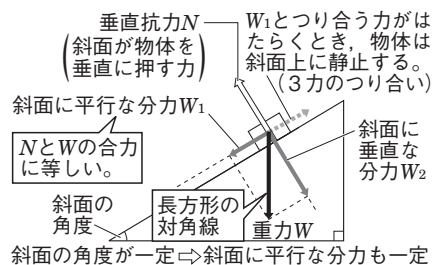 垂直抗力N
(斜面が物体を
垂直に押す力)
W₁とつり合う力がは
たらくとき，物体は
斜面上に静止する。
(3力のつり合い)
斜面に平行な分力W₁
NとWの合力
に等しい。
斜面に
垂直な
分力W₂
斜面の
角度
長方形の
対角線
重力W
斜面の角度が一定⇨斜面に平行な分力も一定